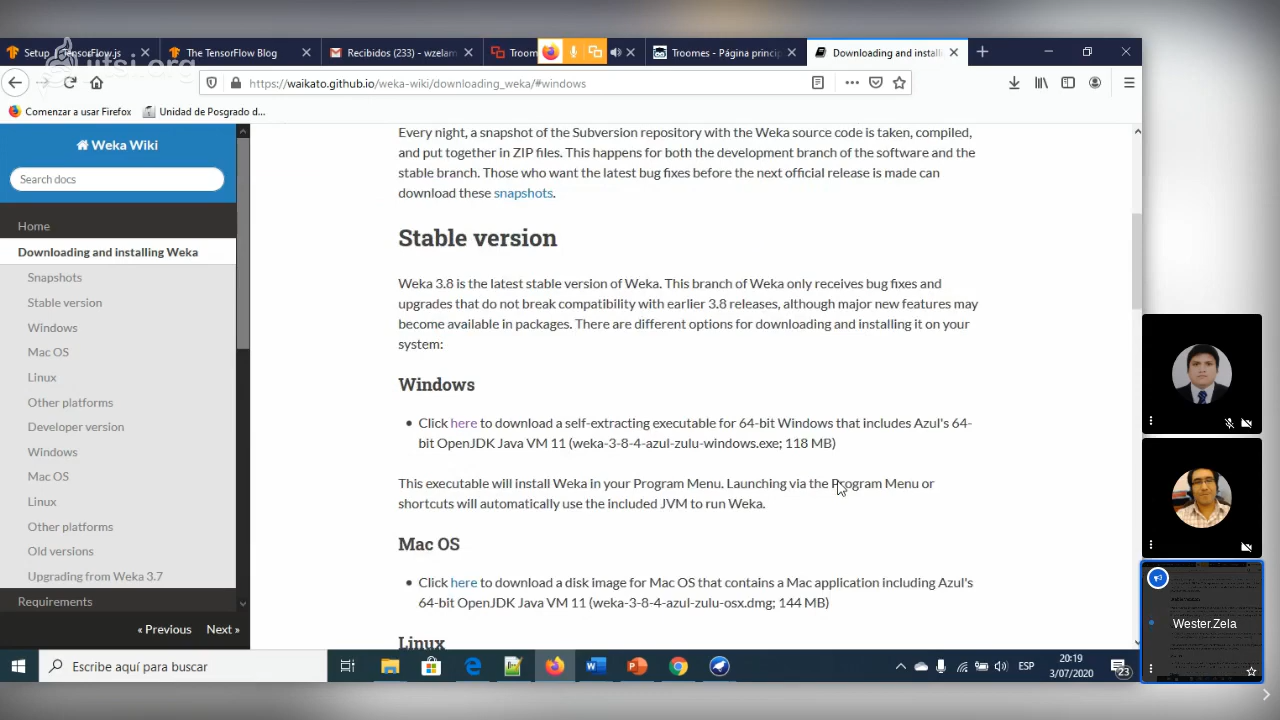 Setup
TensorFlow.js
The TensorFlow Blog
Recibidos (233) – wzelam
Troom
Troomes - Página princip
Downloading and install
jitsi.org
https://waikato.github.io/weka-wiki/downloading_weka/#windows
Comenzar a usar Firefox
Unidad de Posgrado d...
Weka Wiki
Search docs
Home
Downloading and installing Weka
Snapshots
Stable version
Windows
Mac OS
Linux
Other platforms
Developer version
Windows
Mac OS
Linux
Other platforms
Old versions
Upgrading from Weka 3.7
Requirements
« Previous
Next »
Every night, a snapshot of the Subversion repository with the Weka source code is taken, compiled,
and put together in ZIP files. This happens for both the development branch of the software and the
stable branch. Those who want the latest bug fixes before the next official release is made can
download these snapshots.
Stable version
Weka 3.8 is the latest stable version of Weka. This branch of Weka only receives bug fixes and
upgrades that do not break compatibility with earlier 3.8 releases, although major new features may
become available in packages. There are different options for downloading and installing it on your
system:
Windows
• Click here to download a self-extracting executable for 64-bit Windows that includes Azul's 64-
bit OpenJDK Java VM 11 (weka-3-8-4-azul-zulu-windows.exe; 118 MB)
This executable will install Weka in your Program Menu. Launching via the Program Menu or
shortcuts will automatically use the included JVM to run Weka.
Mac OS
• Click here to download a disk image for Mac OS that contains a Mac application including Azul's
64-bit OpenJDK Java VM 11 (weka-3-8-4-azul-zulu-osx.dmg; 144 MB)
Linux
Wester.Zela
Escribe aquí para buscar
ESP
20:19
3/07/2020
23